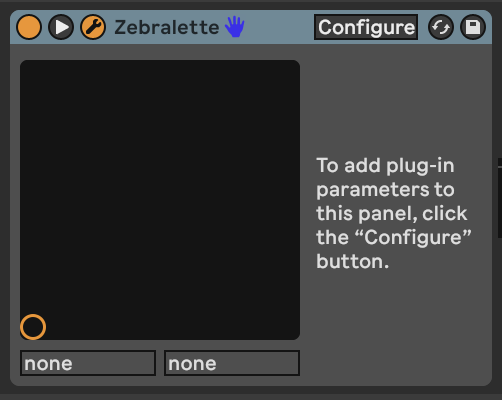 Zebralette
Configure
To add plug-in
parameters to
this panel, click
the “Configure”
button.
none
none